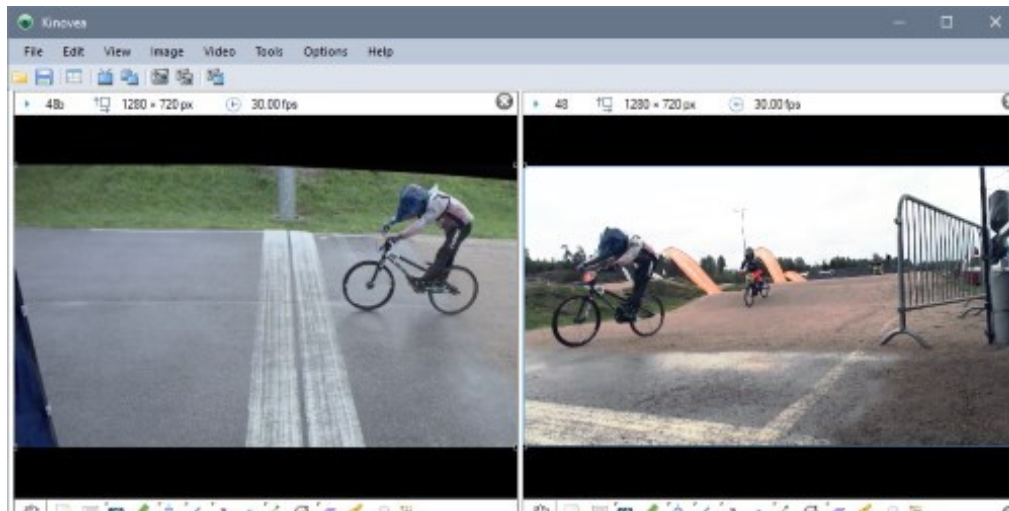 Kinovea
File Edit View Image Video Tools Options Help
48b 1280 × 720 px 30.00 fps
48 1280 × 720 px 30.00 fps